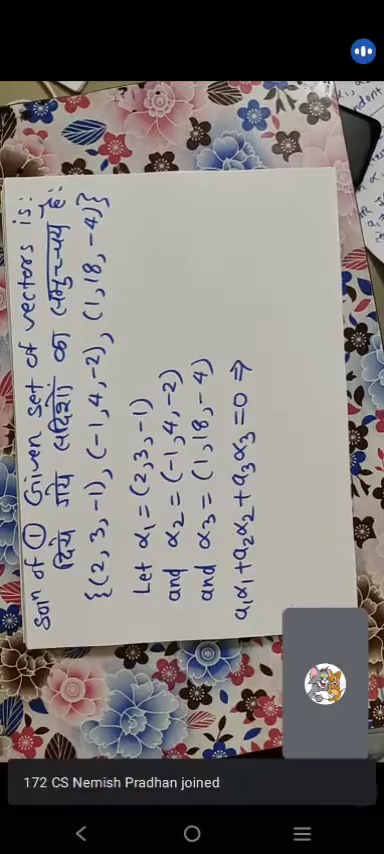 Soln of ① Given set of vectors is:
दिये गये सदिशों का समुच्चय है:
{(2, 3, -1), (-1, 4, -2), (1, 18, -4)}
Let α₁ = (2, 3, -1)
and α₂ = (-1, 4, -2)
and α₃ = (1, 18, -4)
a₁α₁ + a₂α₂ + a₃α₃ = 0 ⇒
172 CS Nemish Pradhan joined